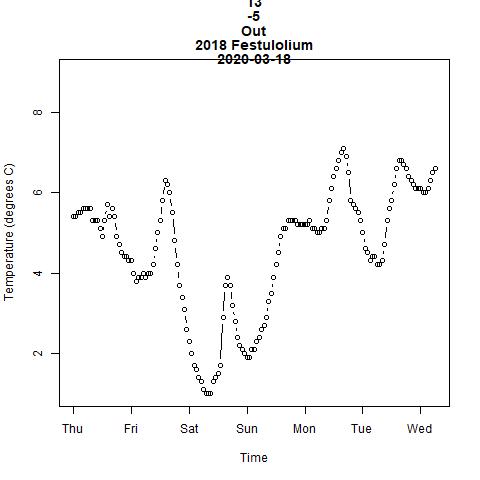 13
-5
Out
2018 Festulolium
2020-03-18
Temperature (degrees C)
8
6
4
2
Thu Fri Sat Sun Mon Tue Wed
Time